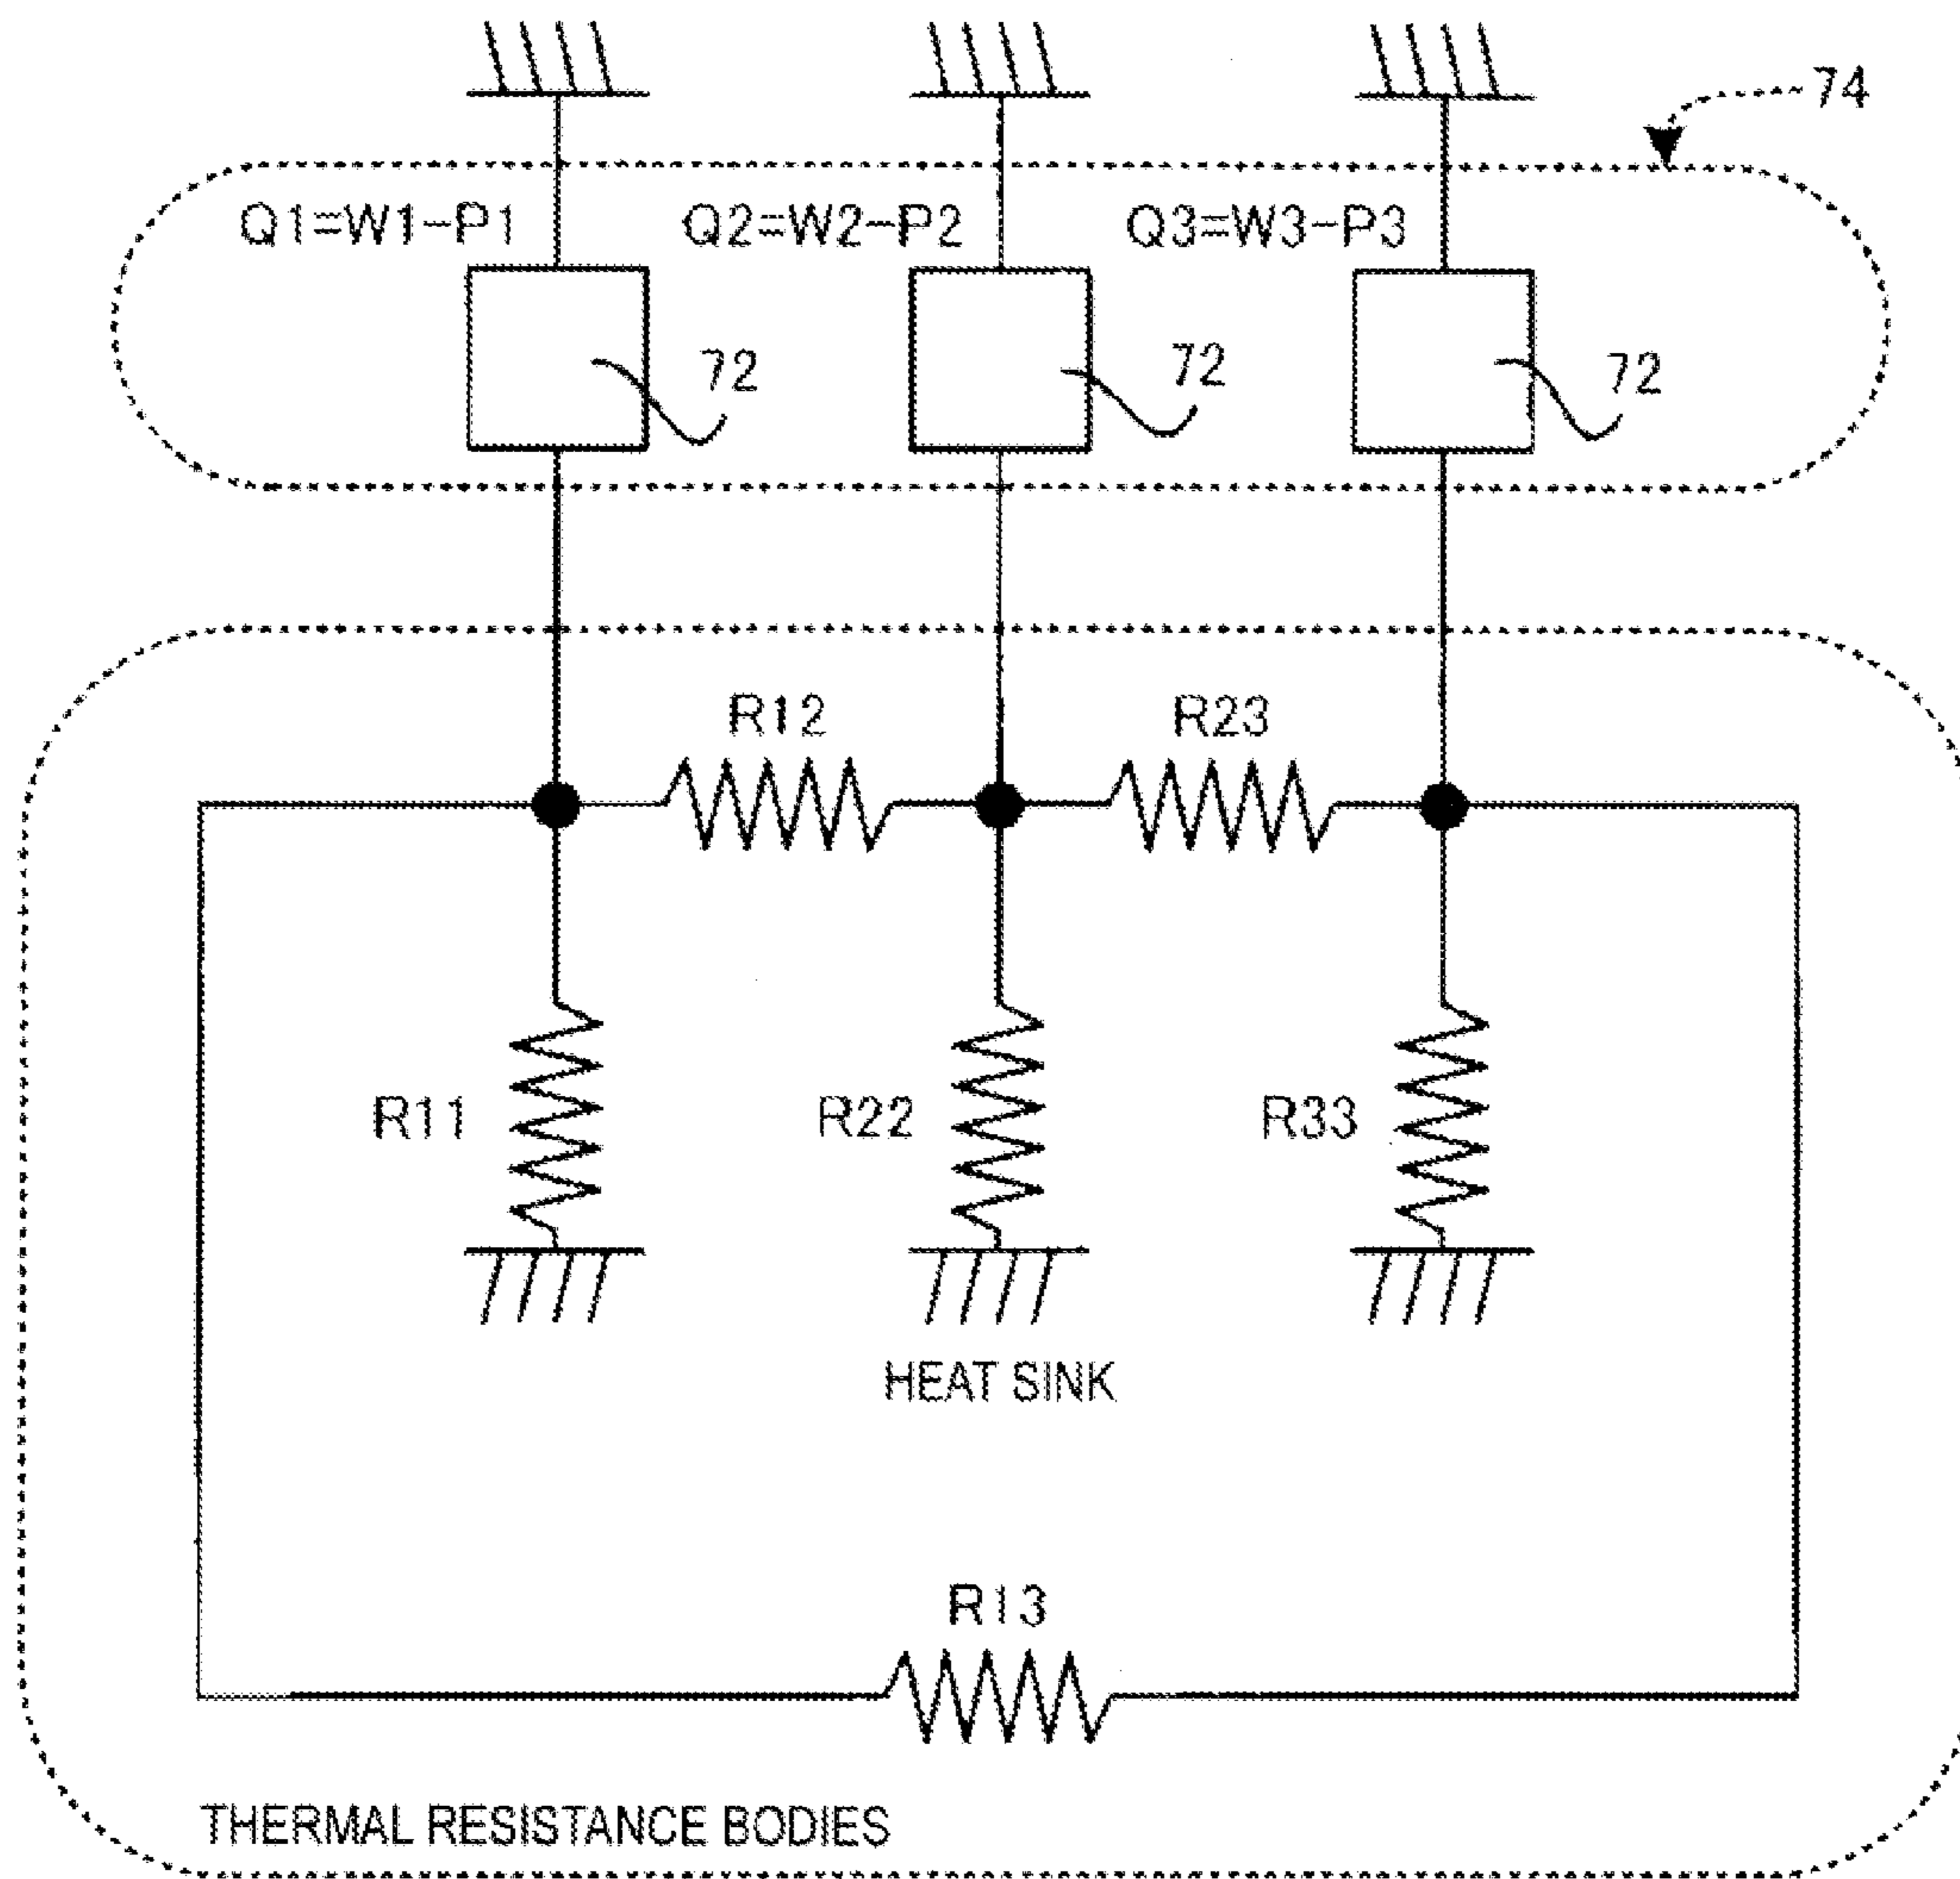 74
Q1=W1-P1
Q2=W2-P2
Q3=W3-P3
72
72
72
R12
R23
R11
R22
R33
HEAT SINK
R13
THERMAL RESISTANCE BODIES